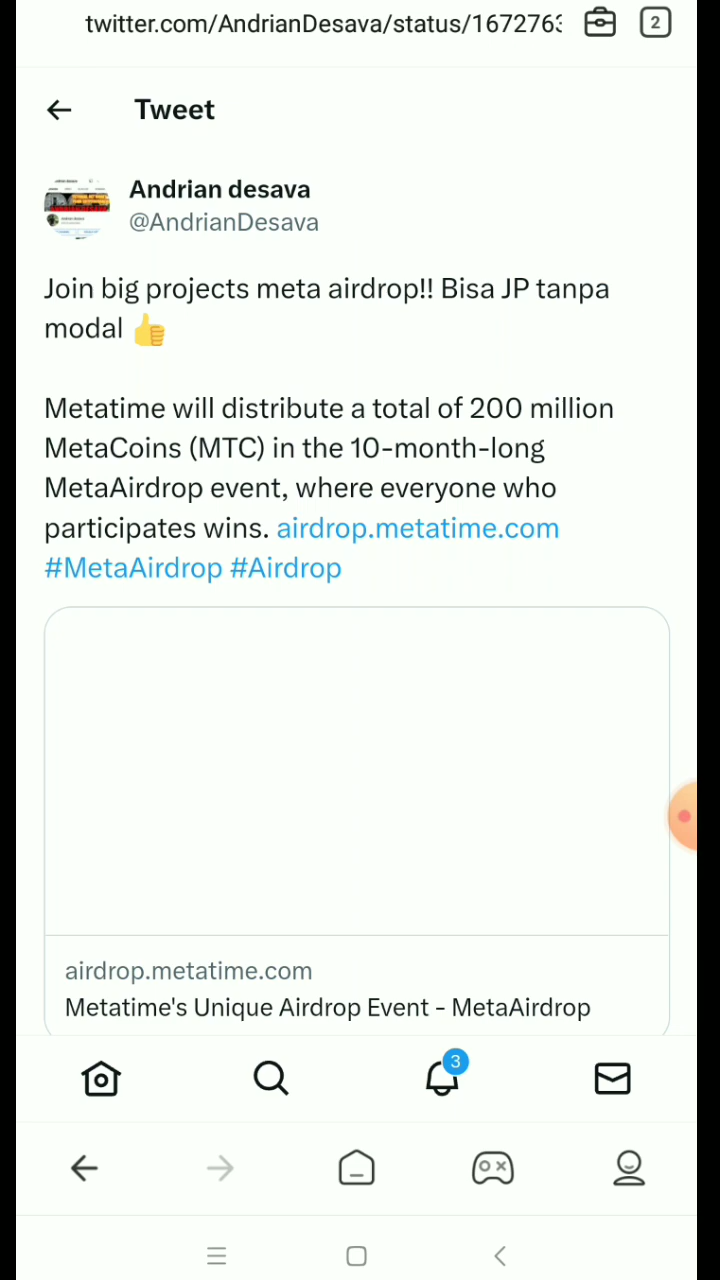 twitter.com/AndrianDesava/status/167276
2
Tweet
Andrian desava
@AndrianDesava
Join big projects meta airdrop!! Bisa JP tanpa
modal 👍
Metatime will distribute a total of 200 million
MetaCoins (MTC) in the 10-month-long
MetaAirdrop event, where everyone who
participates wins. airdrop.metatime.com
#MetaAirdrop #Airdrop
airdrop.metatime.com
Metatime's Unique Airdrop Event - MetaAirdrop
3